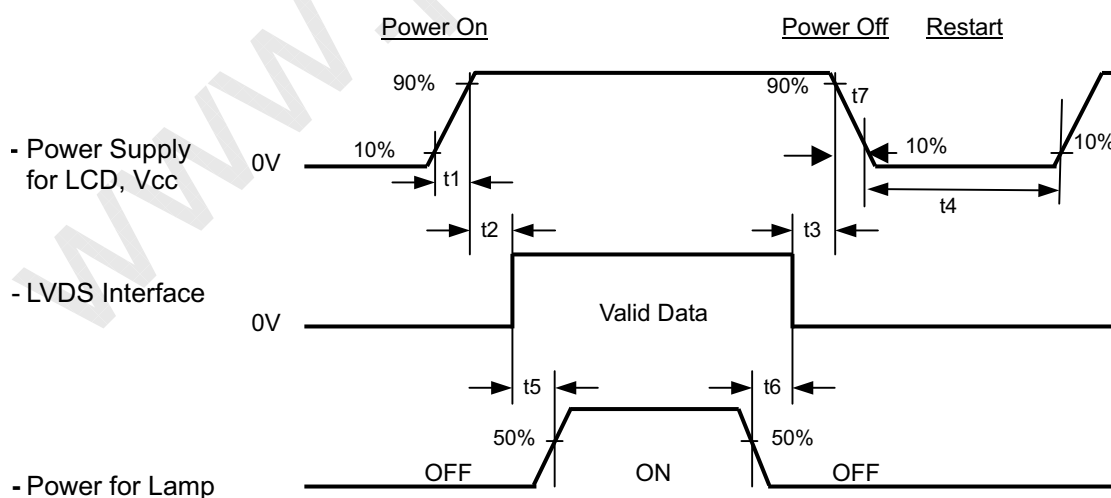 Power On Power Off Restart
90% 90% t7
- Power Supply
for LCD, Vcc
0V 10% 10% 10%
t1
t4
t2 t3
- LVDS Interface
Valid Data
0V
t5 t6
50% 50%
OFF ON OFF
- Power for Lamp
www.